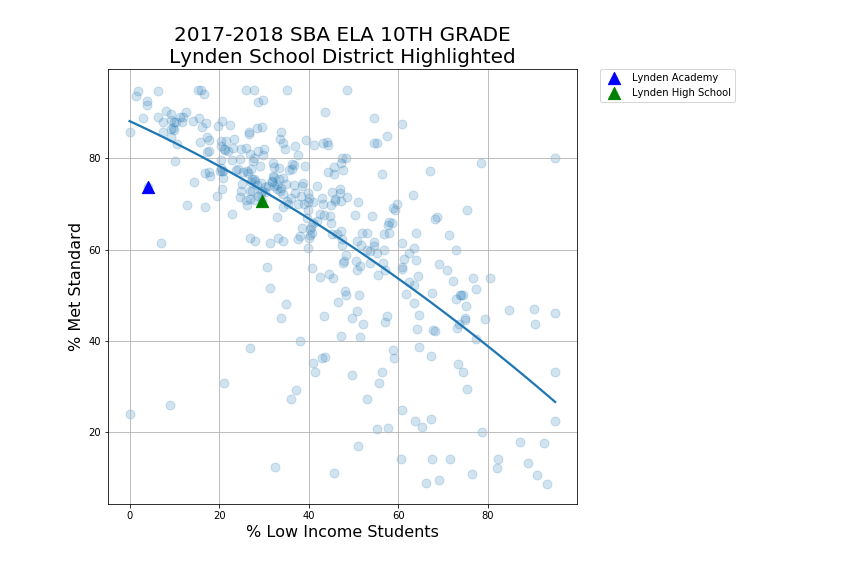 2017-2018 SBA ELA 10TH GRADE
Lynden School District Highlighted
Lynden Academy
Lynden High School
% Met Standard
80
60
40
20
0
20
40
60
80
% Low Income Students